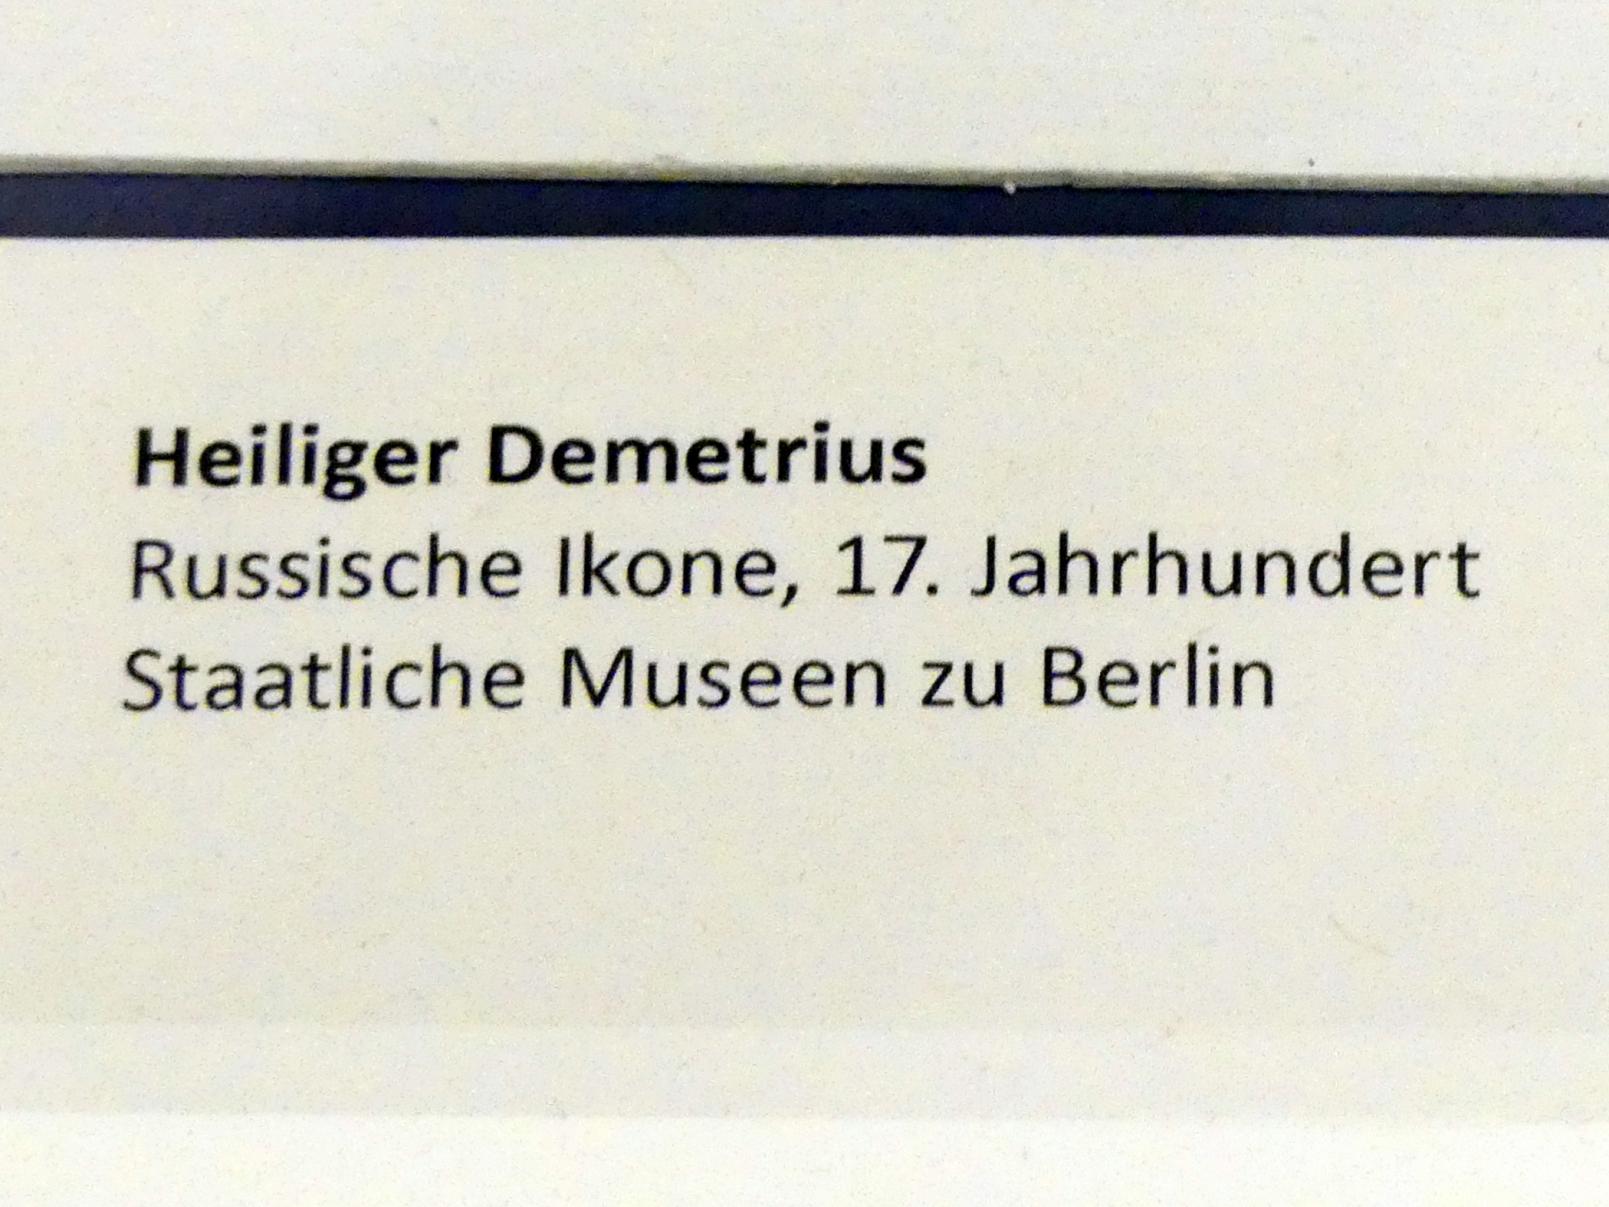 Heiliger Demetrius
Russische Ikone, 17. Jahrhundert
Staatliche Museen zu Berlin